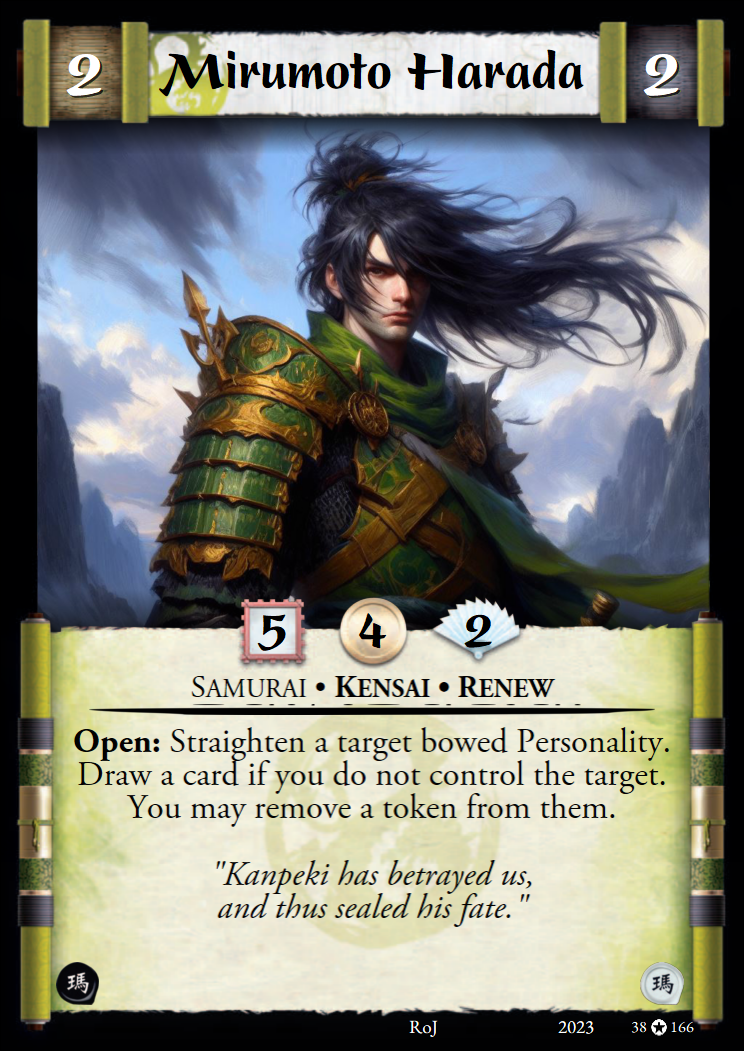 2 Mirumoto Harada 2
5 4 2
Samurai • Kensai • Renew
Open: Straighten a target bowed Personality.
Draw a card if you do not control the target.
You may remove a token from them.
"Kanpeki has betrayed us,
and thus sealed his fate."
瑪 瑪
RoJ 2023 38 166